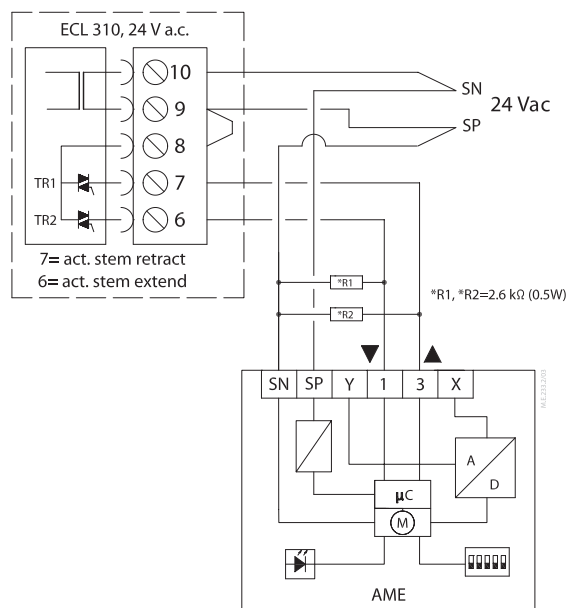 ECL 310, 24 V a.c.
10
9
8
7
6
TR1
TR2
7= act. stem retract
6= act. stem extend
SN
SP
24 Vac
*R1
*R2
*R1, *R2=2.6 kΩ (0.5W)
SN SP Y 1 3 X
A
D
µC
M
AME